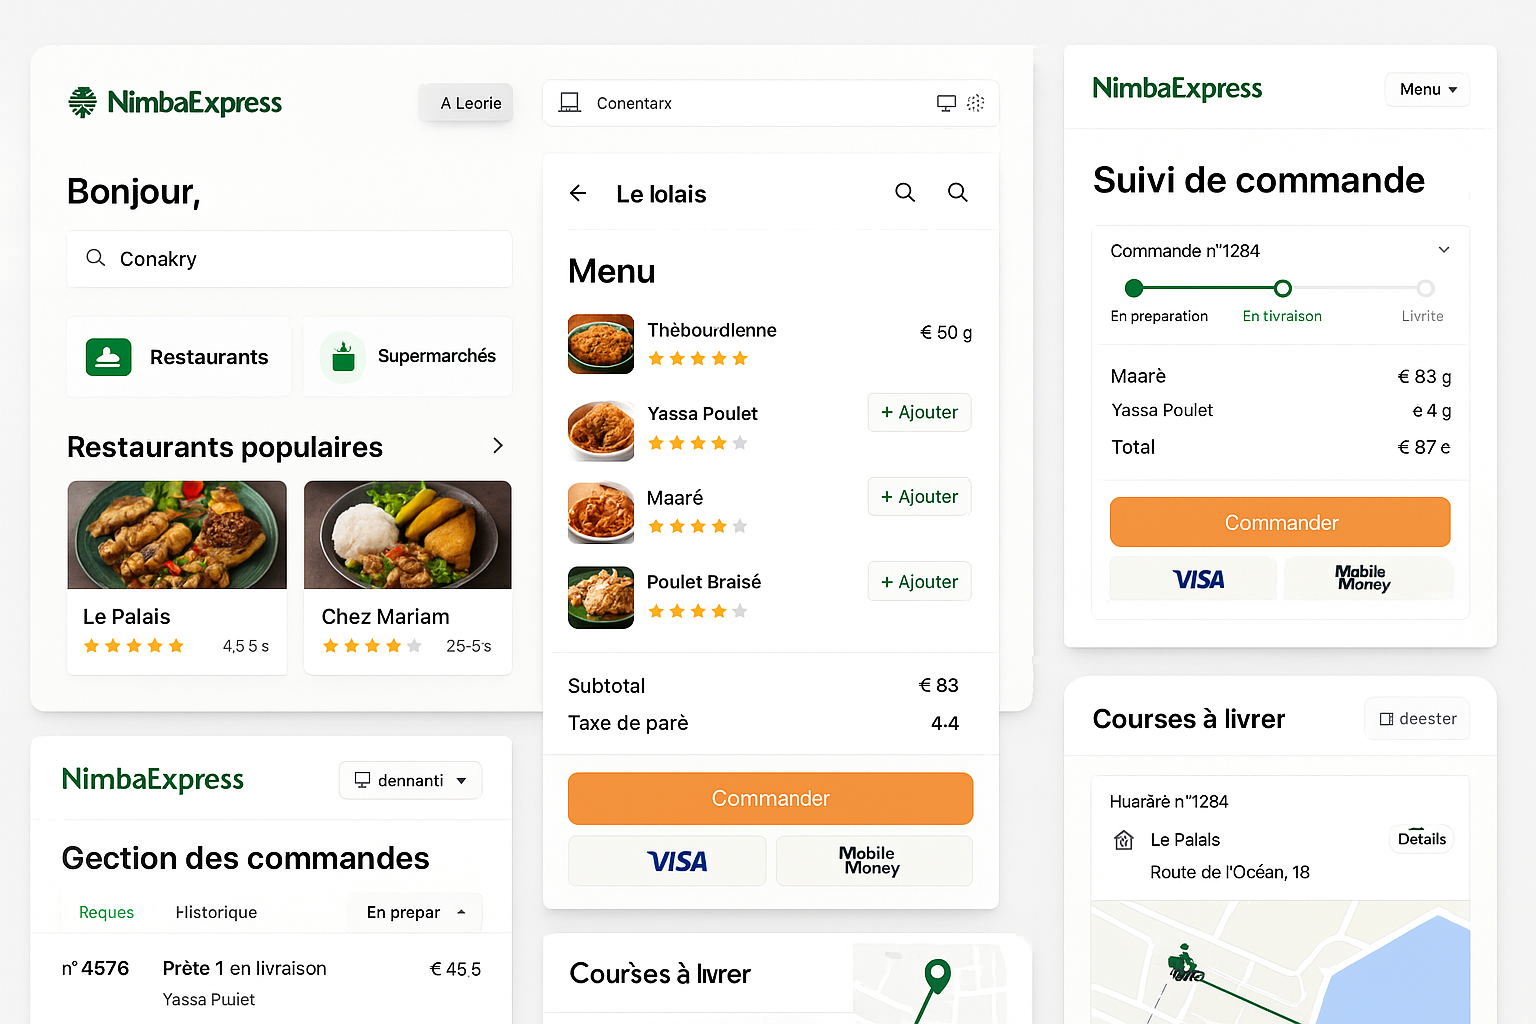 NimbaExpress
A Leorie
Bonjour,
Conakry
Restaurants
Supermarchés
Restaurants populaires
Le Palais
4,5 5 s
Chez Mariam
25-5's
Conentarx
Le lolais
Menu
Thèbourdlenne
€ 50 g
Yassa Poulet
+ Ajouter
Maaré
+ Ajouter
Poulet Braisé
+ Ajouter
Subtotal
€ 83
Taxe de parè
4.4
Commander
VISA
Mobile
Money
NimbaExpress
Menu
Suivi de commande
Commande n"1284
En preparation
En tivraison
Livrite
Maarè
€ 83 g
Yassa Poulet
e 4 g
Total
€ 87 e
Commander
VISA
Mabile
Money
NimbaExpress
dennanti
Gection des commandes
Reques
Historique
En prepar
n° 4576
Prète 1 en livraison
€ 45,5
Yassa Puiet
Courses à livrer
Courses à livrer
deester
Huarãrė n"1284
Le Palals
Details
Route de l'Océan, 18